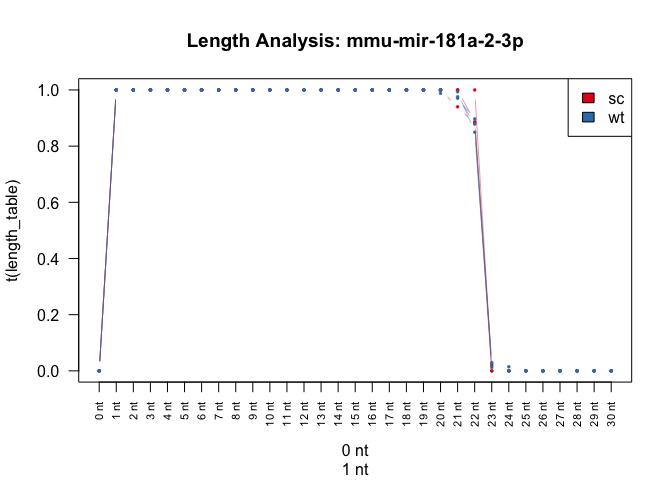 Length Analysis: mmu-mir-181a-2-3p
sc
wt
t(length_table)
1.0
0.8
0.6
0.4
0.2
0.0
0 nt
1 nt
2 nt
3 nt
4 nt
5 nt
6 nt
7 nt
8 nt
9 nt
10 nt
11 nt
12 nt
13 nt
14 nt
15 nt
16 nt
17 nt
18 nt
19 nt
20 nt
21 nt
22 nt
23 nt
24 nt
25 nt
26 nt
27 nt
28 nt
29 nt
30 nt
0 nt
1 nt